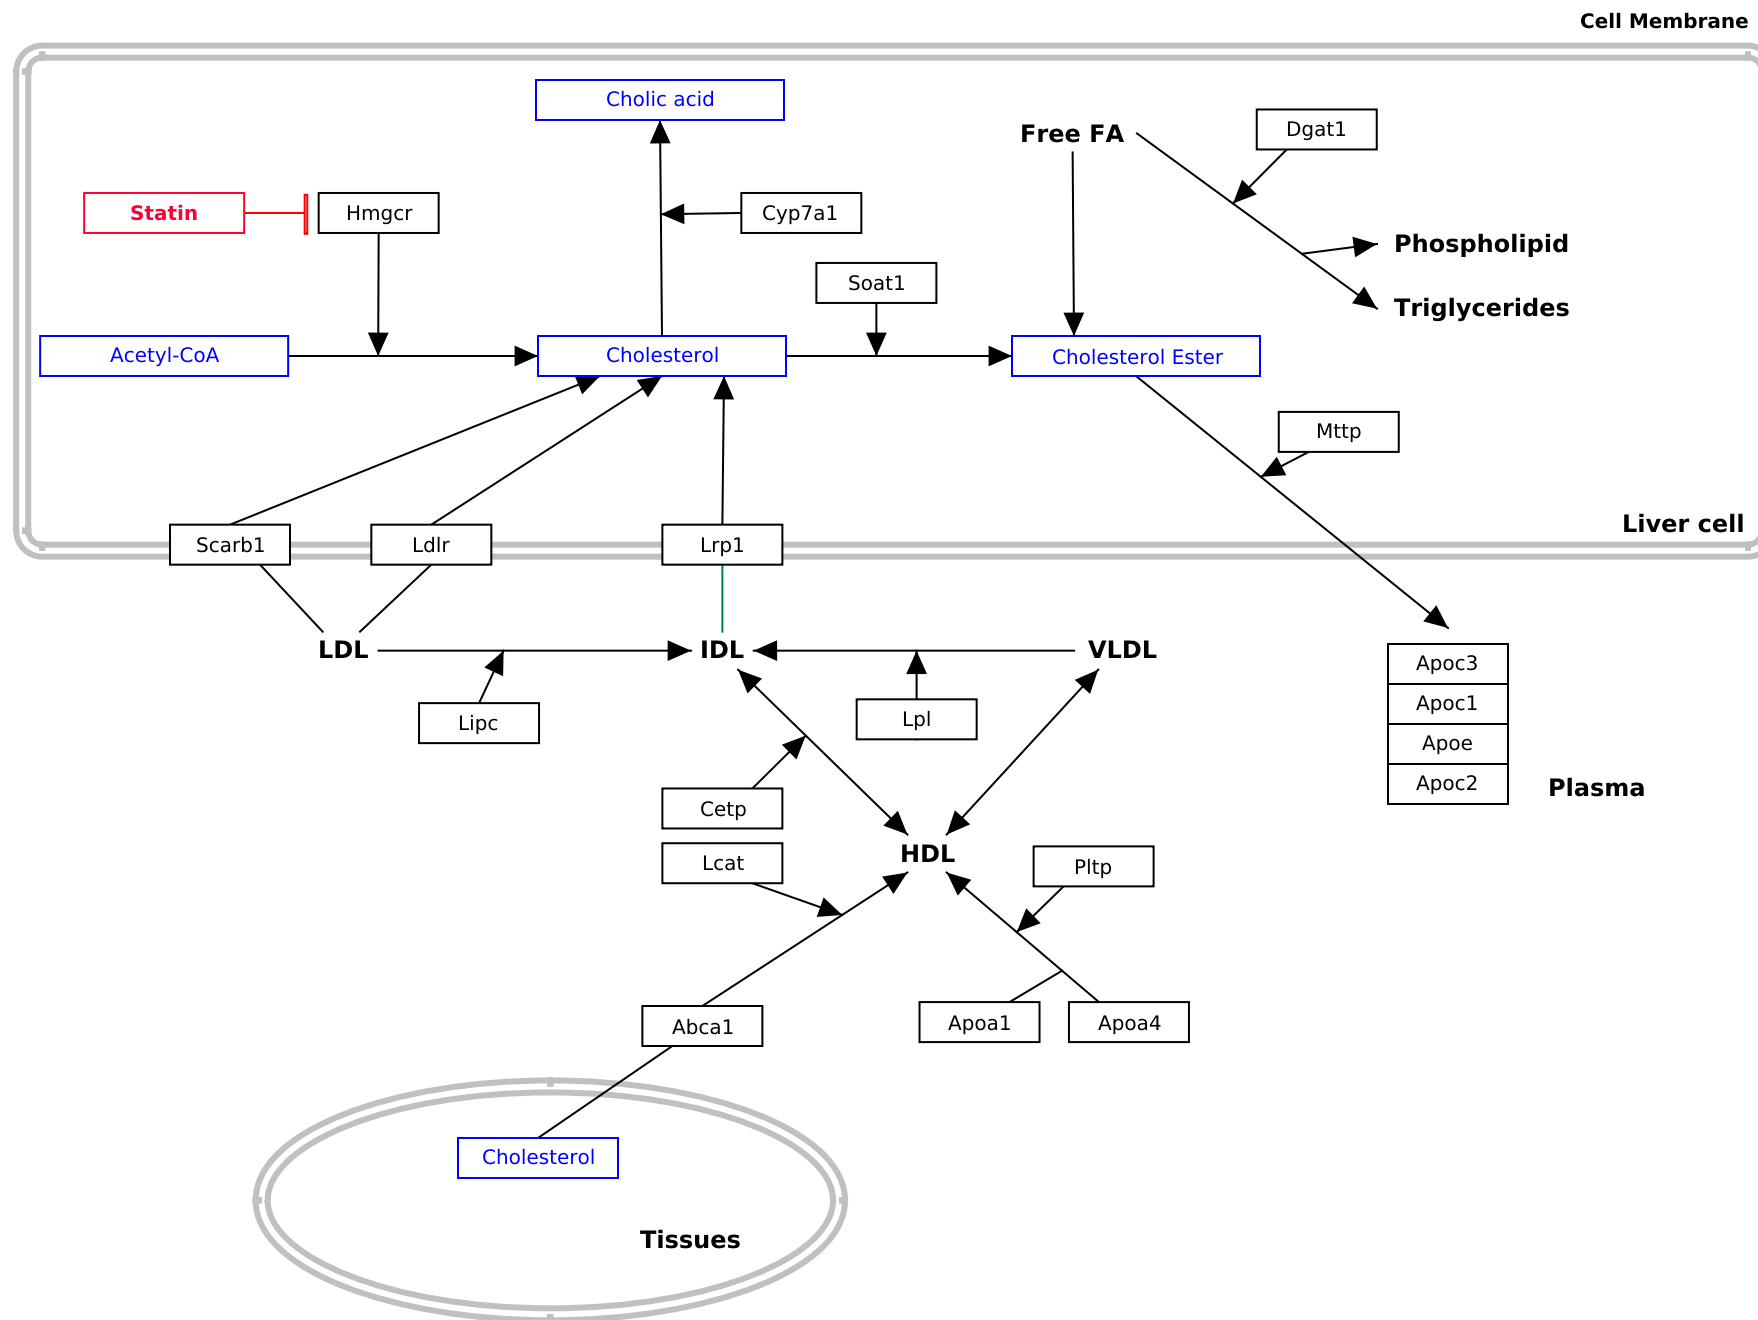 Cell Membrane
Cholic acid
Free FA
Dgat1
Statin
Hmgcr
Cyp7a1
Phospholipid
Soat1
Triglycerides
Acetyl-CoA
Cholesterol
Cholesterol Ester
Mttp
Liver cell
Scarb1
Ldlr
Lrp1
LDL
IDL
VLDL
Apoc3
Apoc1
Apoe
Apoc2
Plasma
Lipc
Lpl
Cetp
Lcat
HDL
Pltp
Abca1
Apoa1
Apoa4
Cholesterol
Tissues